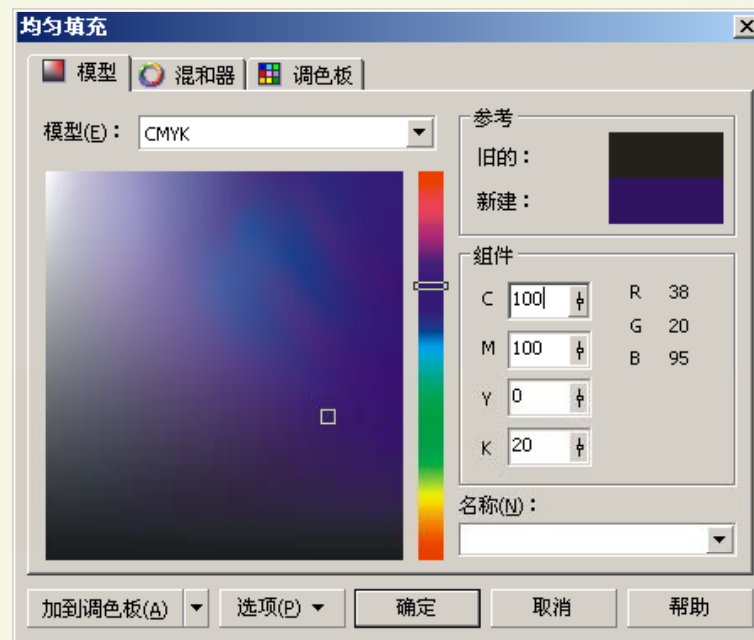 均匀填充
模型 混和器 调色板
模型(E)： CMYK
参考
旧的：
新建：
组件
C 100 R 38
G 20
M 100
B 95
Y 0
K 20
名称(N)：
加到调色板(A) 选项(P) 确定 取消 帮助